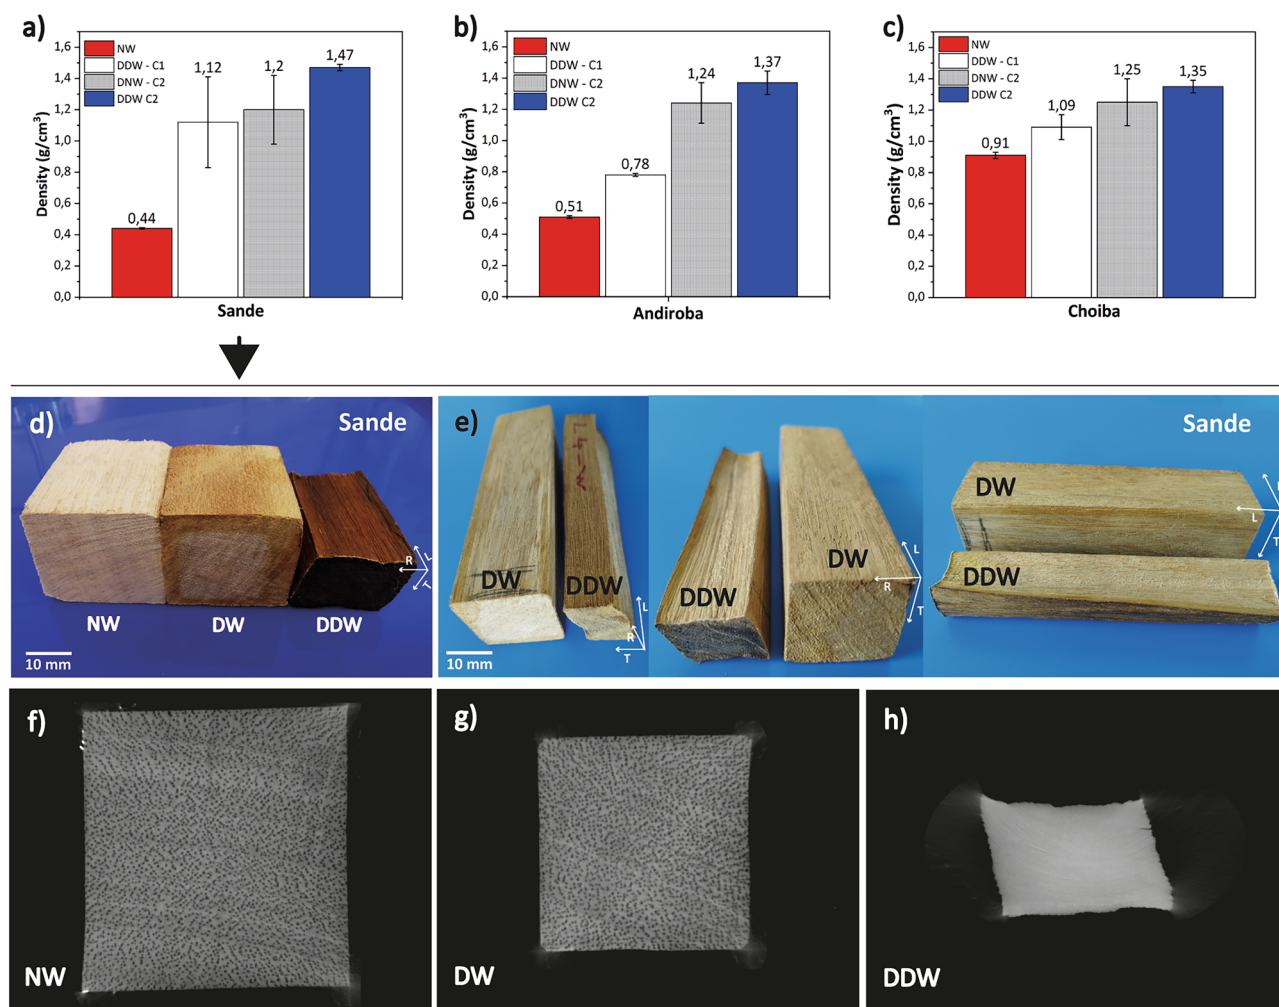 a)
1,6
1,4
1,2
1,0
0,8
0,6
0,4
0,2
0,0
Density (g/cm³)
NW
DDW - C1
DNW - C2
DDW C2
0,44
1,12
1,2
1,47
Sande
b)
1,6
1,4
1,2
1,0
0,8
0,6
0,4
0,2
0,0
Density (g/cm³)
NW
DDW - C1
DNW - C2
DDW C2
0,51
0,78
1,24
1,37
Andiroba
c)
1,6
1,4
1,2
1,0
0,8
0,6
0,4
0,2
0,0
Density (g/cm³)
NW
DDW - C1
DNW - C2
DDW C2
0,91
1,09
1,25
1,35
Choiba
d)
Sande
R
L
T
NW
DW
DDW
10 mm
e)
DW
DDW
L
R
T
10 mm
DDW
DW
L
R
T
Sande
DW
DDW
L
T
f)
NW
g)
DW
h)
DDW